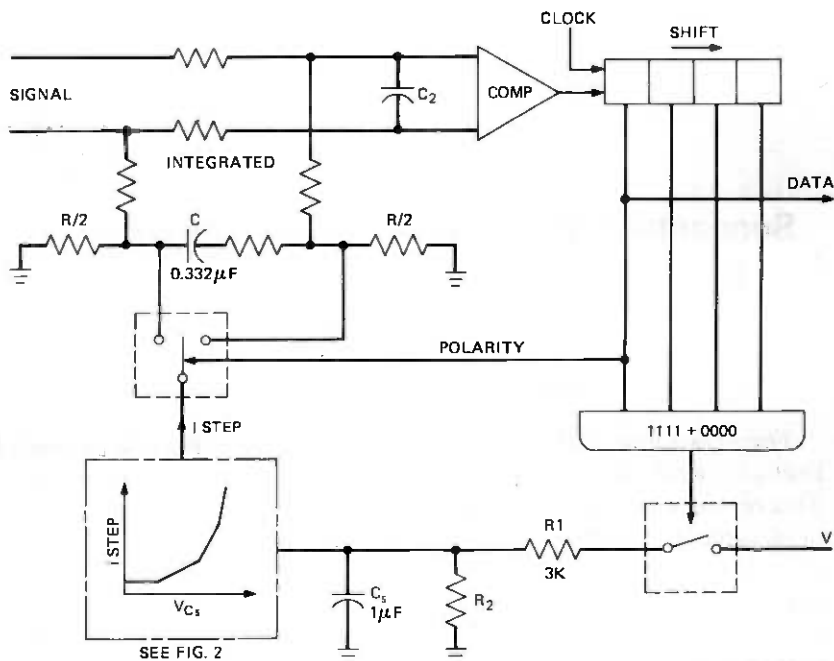 CLOCK
SHIFT
SIGNAL
C2
COMP
INTEGRATED
DATA
R/2
C
R/2
0.332μF
POLARITY
I STEP
1111 + 0000
I STEP
VCs
R1
V
3K
Cs
1μF
R2
SEE FIG. 2